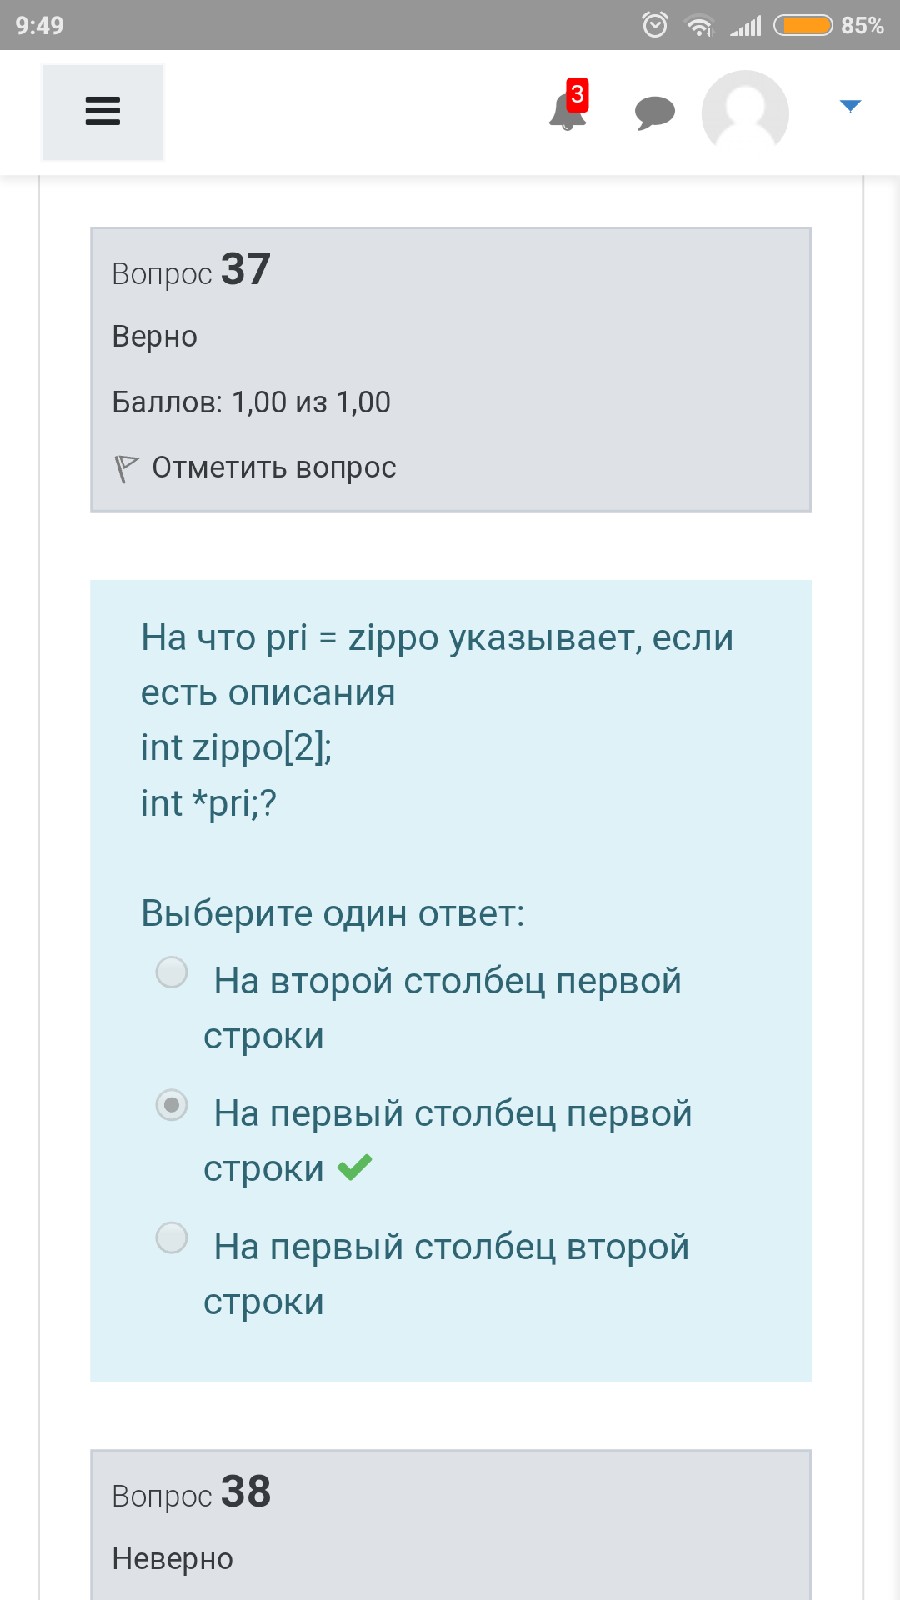 9:49
85%
3
Вопрос 37
Верно
Баллов: 1,00 из 1,00
Отметить вопрос
На что pri = zippo указывает, если
есть описания
int zippo[2];
int *pri;?
Выберите один ответ:
На второй столбец первой
строки
На первый столбец первой
строки
На первый столбец второй
строки
Вопрос 38
Неверно